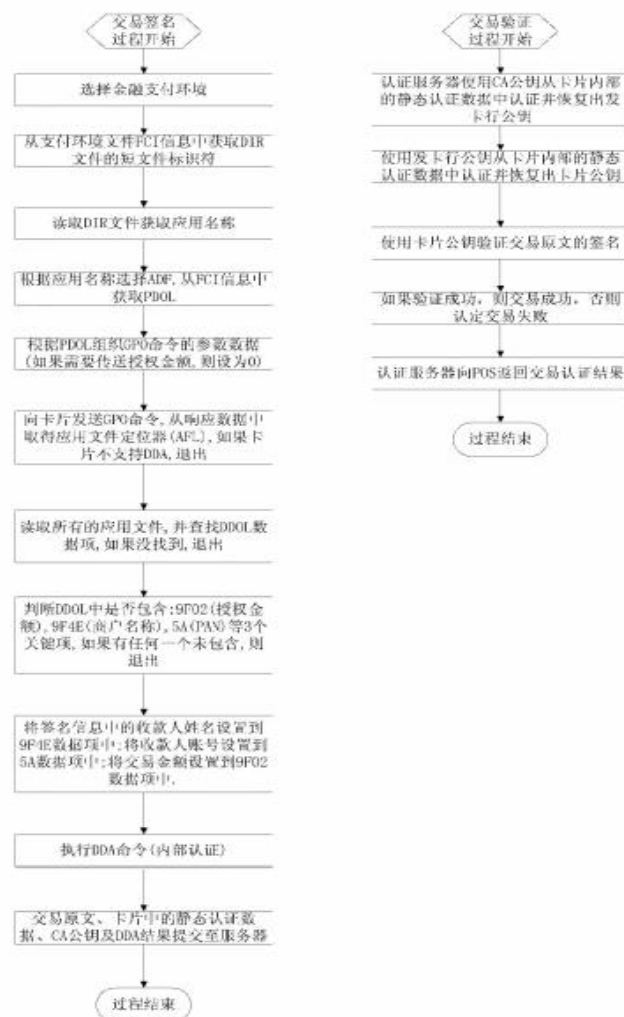 交易签名
过程开始
选择金融支付环境
从支付环境文件FCI信息中获取DIR
文件的短文件标识符
读取DIR文件获取应用名称
根据应用名称选择ADF,从FCI信息中
获取PDOL
根据PDOL组织GPO命令的参数数据
(如果需要传送授权金额,则设为0)
向卡片发送GPO命令,从响应数据中
取得应用文件定位器(AFL),如果卡
片不支持DDA,退出
读取所有的应用文件,并查找DDOL数
据项,如果没找到,退出
判断DDOL中是否包含:9F02(授权金
额),9F4E(商户名称),5A(PAN)等3个
关键项,如果有任何一个未包含,则
退出
将签名信息中的收款人姓名设置到
9F4E数据项中;将收款人账号设置到
5A数据项中;将交易金额设置到9F02
数据项中.
执行DDA命令(内部认证)
交易原文、卡片中的静态认证数
据、CA公钥及DDA结果提交至服务器
过程结束
交易验证
过程开始
认证服务器使用CA公钥从卡片内部
的静态认证数据中认证并恢复出发
卡行公钥
使用发卡行公钥从卡片内部的静态
认证数据中认证并恢复出卡片公钥
使用卡片公钥验证交易原文的签名
如果验证成功，则交易成功，否则
认定交易失败
认证服务器向POS返回交易认证结果
过程结束